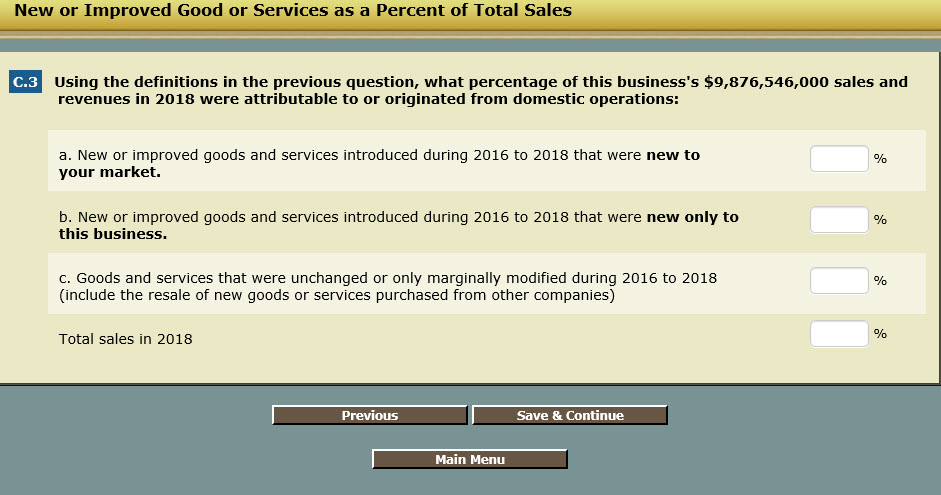 New or Improved Good or Services as a Percent of Total Sales
C.3 Using the definitions in the previous question, what percentage of this business's $9,876,546,000 sales and
revenues in 2018 were attributable to or originated from domestic operations:
a. New or improved goods and services introduced during 2016 to 2018 that were new to %
your market.
b. New or improved goods and services introduced during 2016 to 2018 that were new only to %
this business.
c. Goods and services that were unchanged or only marginally modified during 2016 to 2018 %
(include the resale of new goods or services purchased from other companies)
Total sales in 2018 %
Previous Save & Continue
Main Menu